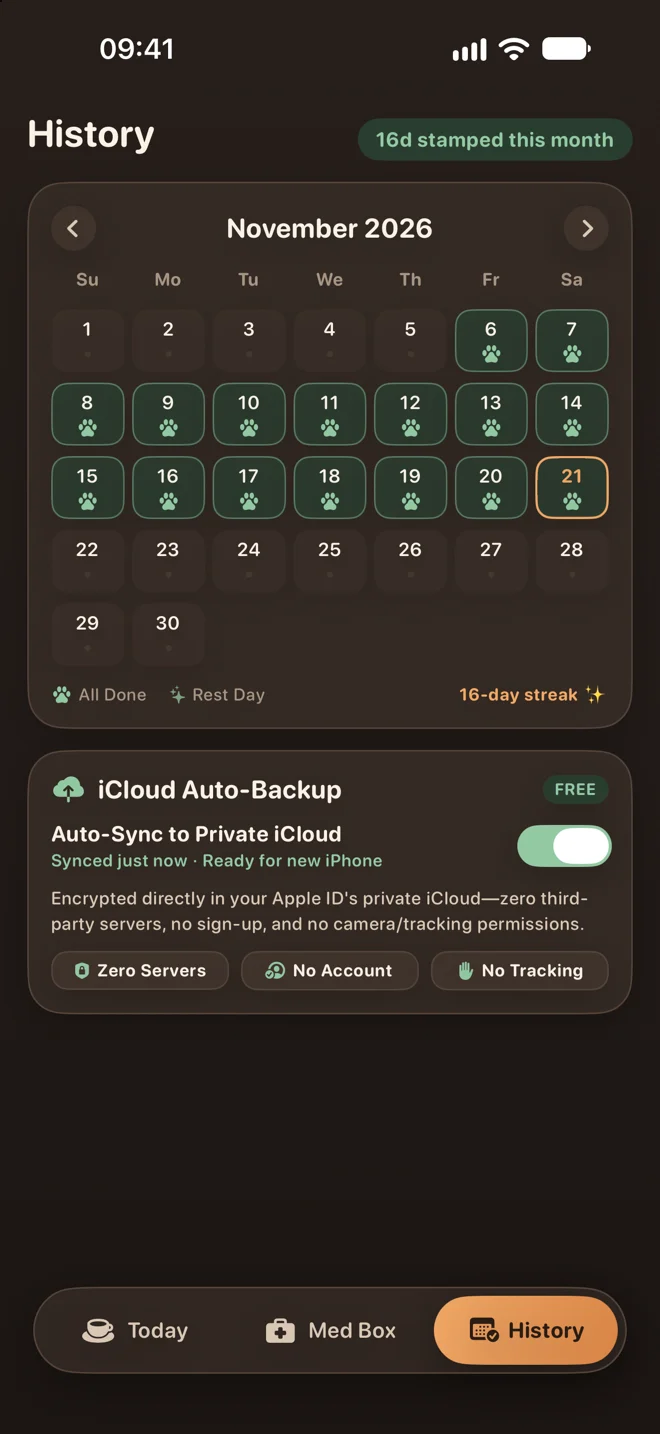 09:41
History
16d stamped this month
November 2026
Su Mo Tu We Th Fr Sa
1 2 3 4 5 6 7
8 9 10 11 12 13 14
15 16 17 18 19 20 21
22 23 24 25 26 27 28
29 30
All Done Rest Day 16-day streak ✨
iCloud Auto-Backup FREE
Auto-Sync to Private iCloud
Synced just now · Ready for new iPhone
Encrypted directly in your Apple ID's private iCloud—zero third-
party servers, no sign-up, and no camera/tracking permissions.
Zero Servers No Account No Tracking
Today Med Box History